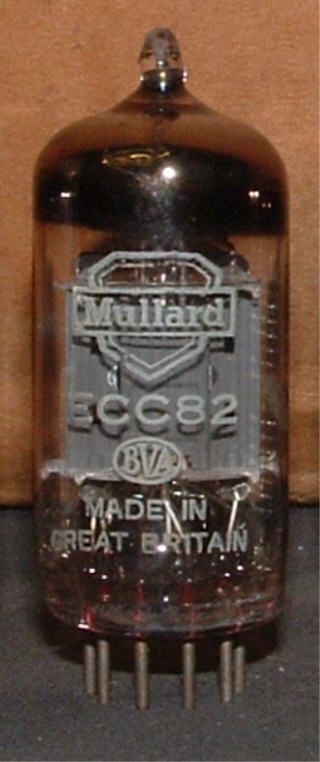 Mullard
ECC82
BVA
MADE IN
GREAT BRITAIN